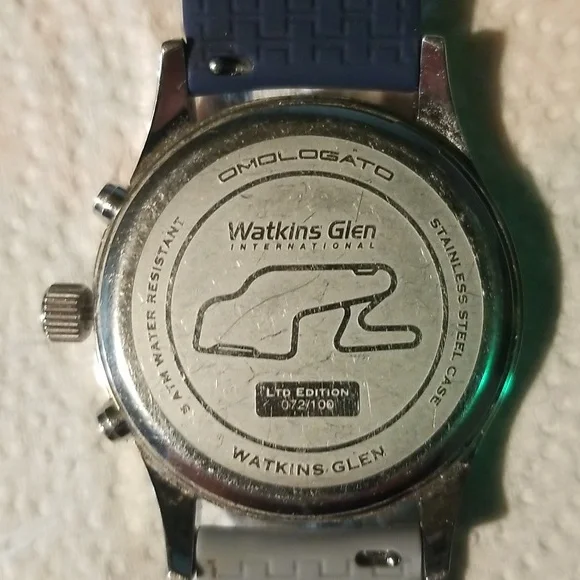 OMOLOGATO
Watkins Glen
INTERNATIONAL
5 ATM WATER RESISTANT
STAINLESS STEEL CASE
LTD EDITION
072/100
WATKINS GLEN